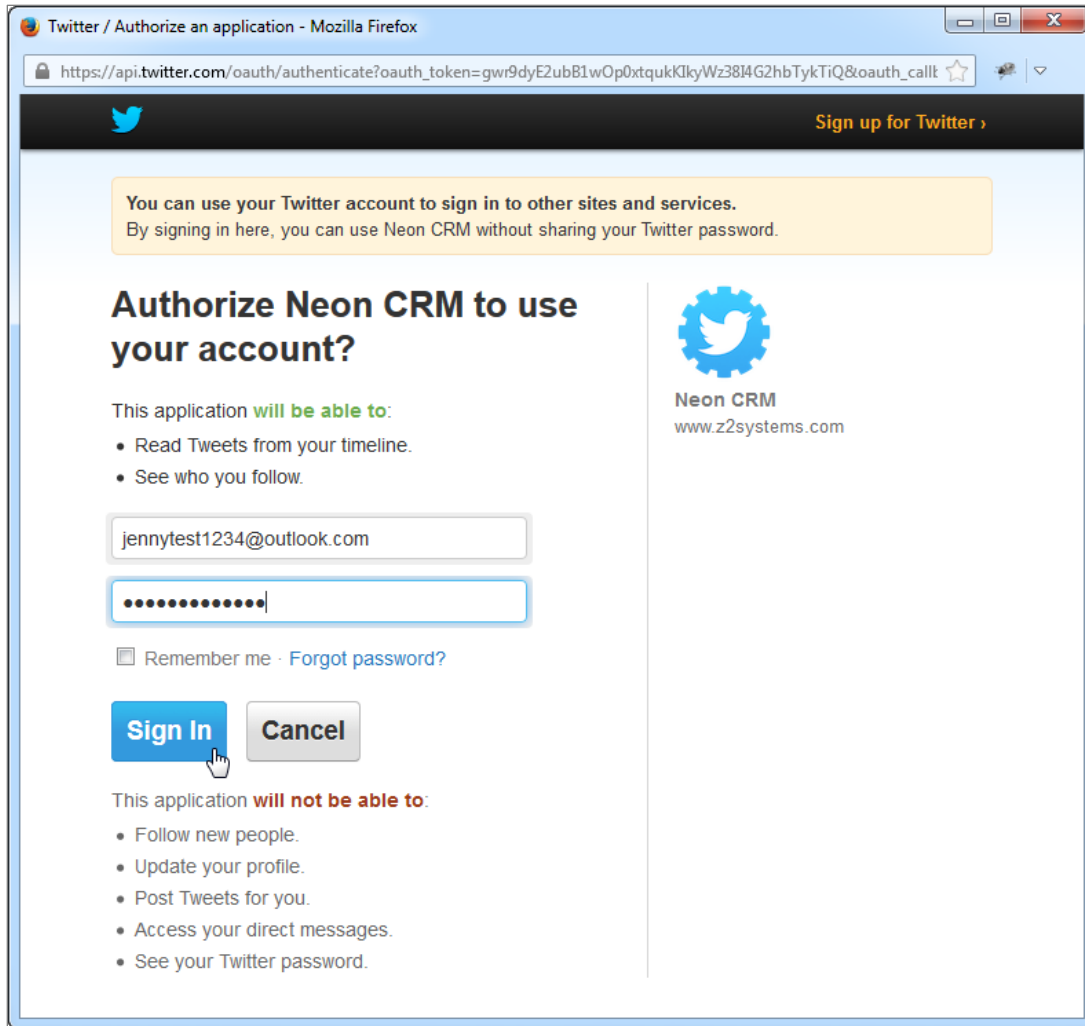 Twitter / Authorize an application - Mozilla Firefox
https://api.twitter.com/oauth/authenticate?oauth_token=gwr9dyE2ubB1wOp0xtqukKIkyWz38I4G2hbTykTiQ&oauth_callb
Sign up for Twitter ›
You can use your Twitter account to sign in to other sites and services.
By signing in here, you can use Neon CRM without sharing your Twitter password.
Authorize Neon CRM to use
your account?
This application will be able to:
• Read Tweets from your timeline.
• See who you follow.
jennytest1234@outlook.com
•••••••••••••
Remember me · Forgot password?
Sign In
Cancel
This application will not be able to:
• Follow new people.
• Update your profile.
• Post Tweets for you.
• Access your direct messages.
• See your Twitter password.
Neon CRM
www.z2systems.com